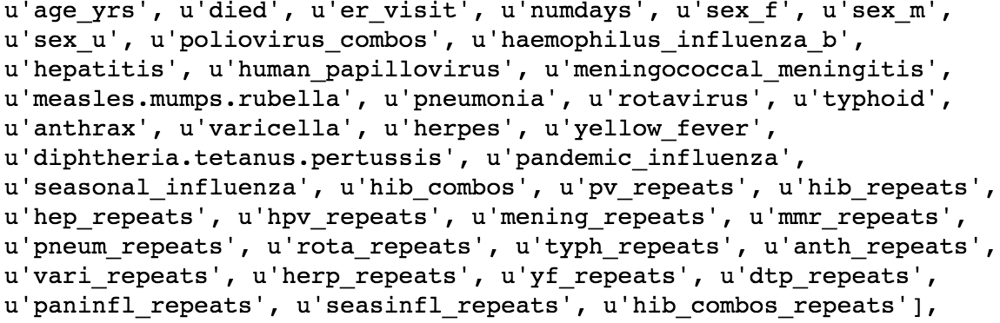 u'age_yrs', u'died', u'er_visit', u'numdays', u'sex_f', u'sex_m',
u'sex_u', u'poliovirus_combos', u'haemophilus_influenza_b',
u'hepatitis', u'human_papillovirus', u'meningococcal_meningitis',
u'measles.mumps.rubella', u'pneumonia', u'rotavirus', u'typhoid',
u'anthrax', u'varicella', u'herpes', u'yellow_fever',
u'diphtheria.tetanus.pertussis', u'pandemic_influenza',
u'seasonal_influenza', u'hib_combos', u'pv_repeats', u'hib_repeats',
u'hep_repeats', u'hpv_repeats', u'mening_repeats', u'mmr_repeats',
u'pneum_repeats', u'rota_repeats', u'typh_repeats', u'anth_repeats',
u'vari_repeats', u'herp_repeats', u'yf_repeats', u'dtp_repeats',
u'paninfl_repeats', u'seasinfl_repeats', u'hib_combos_repeats'],